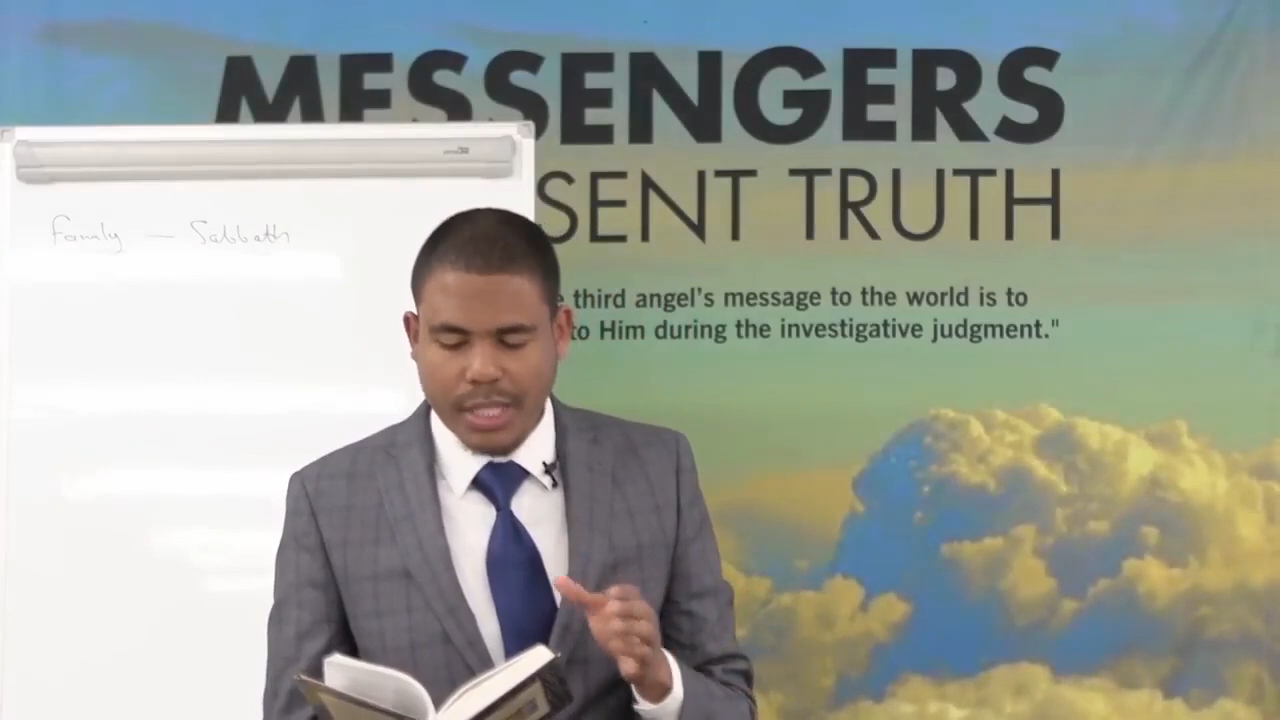 MESSENGERS
SENT TRUTH
third angel's message to the world is to
to Him during the investigative judgment."
Family — Sabbath